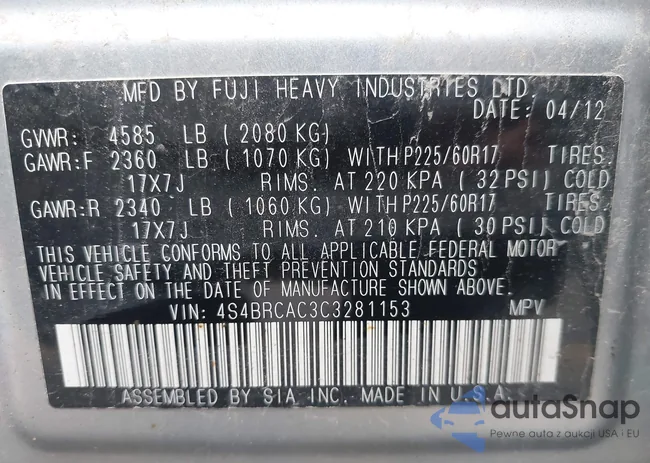 MFD BY FUJI HEAVY INDUSTRIES LTD.
DATE: 04/12
GVWR: 4585 LB ( 2080 KG)
GAWR:F 2360 LB ( 1070 KG) WITHP225/60R17 TIRES.
17X7J RIMS. AT 220 KPA ( 32 PSI) COLD
GAWR:R 2340 LB ( 1060 KG) WITHP225/60R17 TIRES.
17X7J RIMS. AT 210 KPA ( 30 PSI) COLD
THIS VEHICLE CONFORMS TO ALL APPLICABLE FEDERAL MOTOR
VEHICLE SAFETY AND THEFT PREVENTION STANDARDS
IN EFFECT ON THE DATE OF MANUFACTURE SHOWN ABOVE.
VIN: 4S4BRCAC3C3281153 MPV
ASSEMBLED BY SIA, INC. MADE IN U.S.A.
autaSnap
Pewne auta z aukcji USA i EU